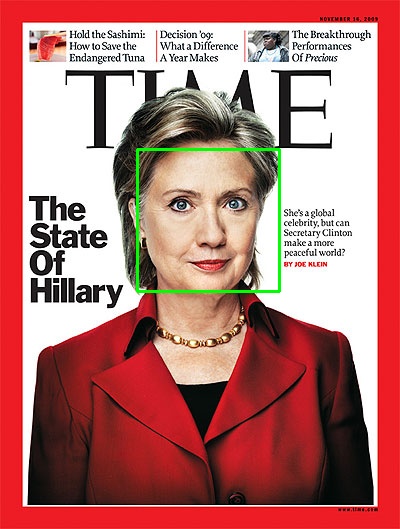 NOVEMBER 16, 2009
Hold the Sashimi:
How to Save the
Endangered Tuna
Decision '09:
What a Difference
A Year Makes
The Breakthrough
Performances
Of Precious
TIME
The
State
Of
Hillary
She's a global
celebrity, but can
Secretary Clinton
make a more
peaceful world?
BY JOE KLEIN
www.time.com